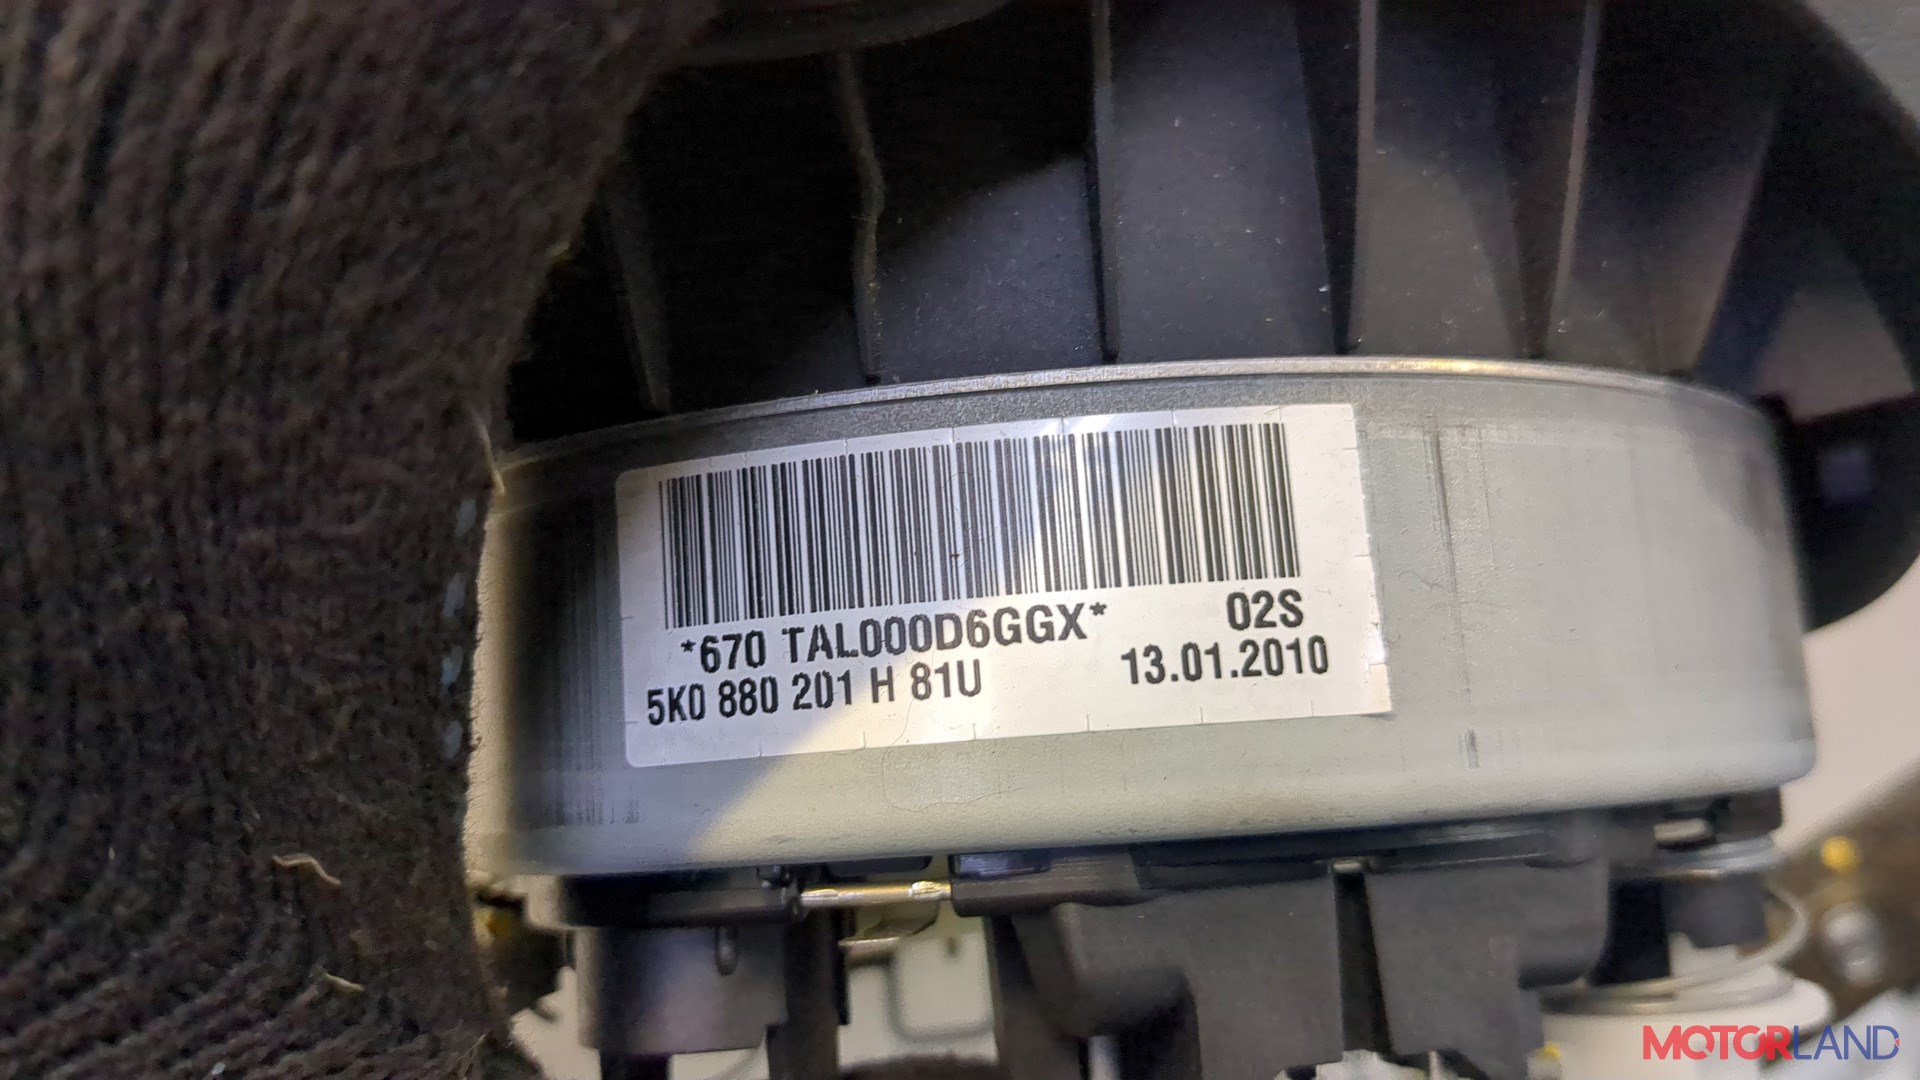 *670 TAL000D6GGX* 02S
5K0 880 201 H 81U 13.01.2010
MOTORLAND